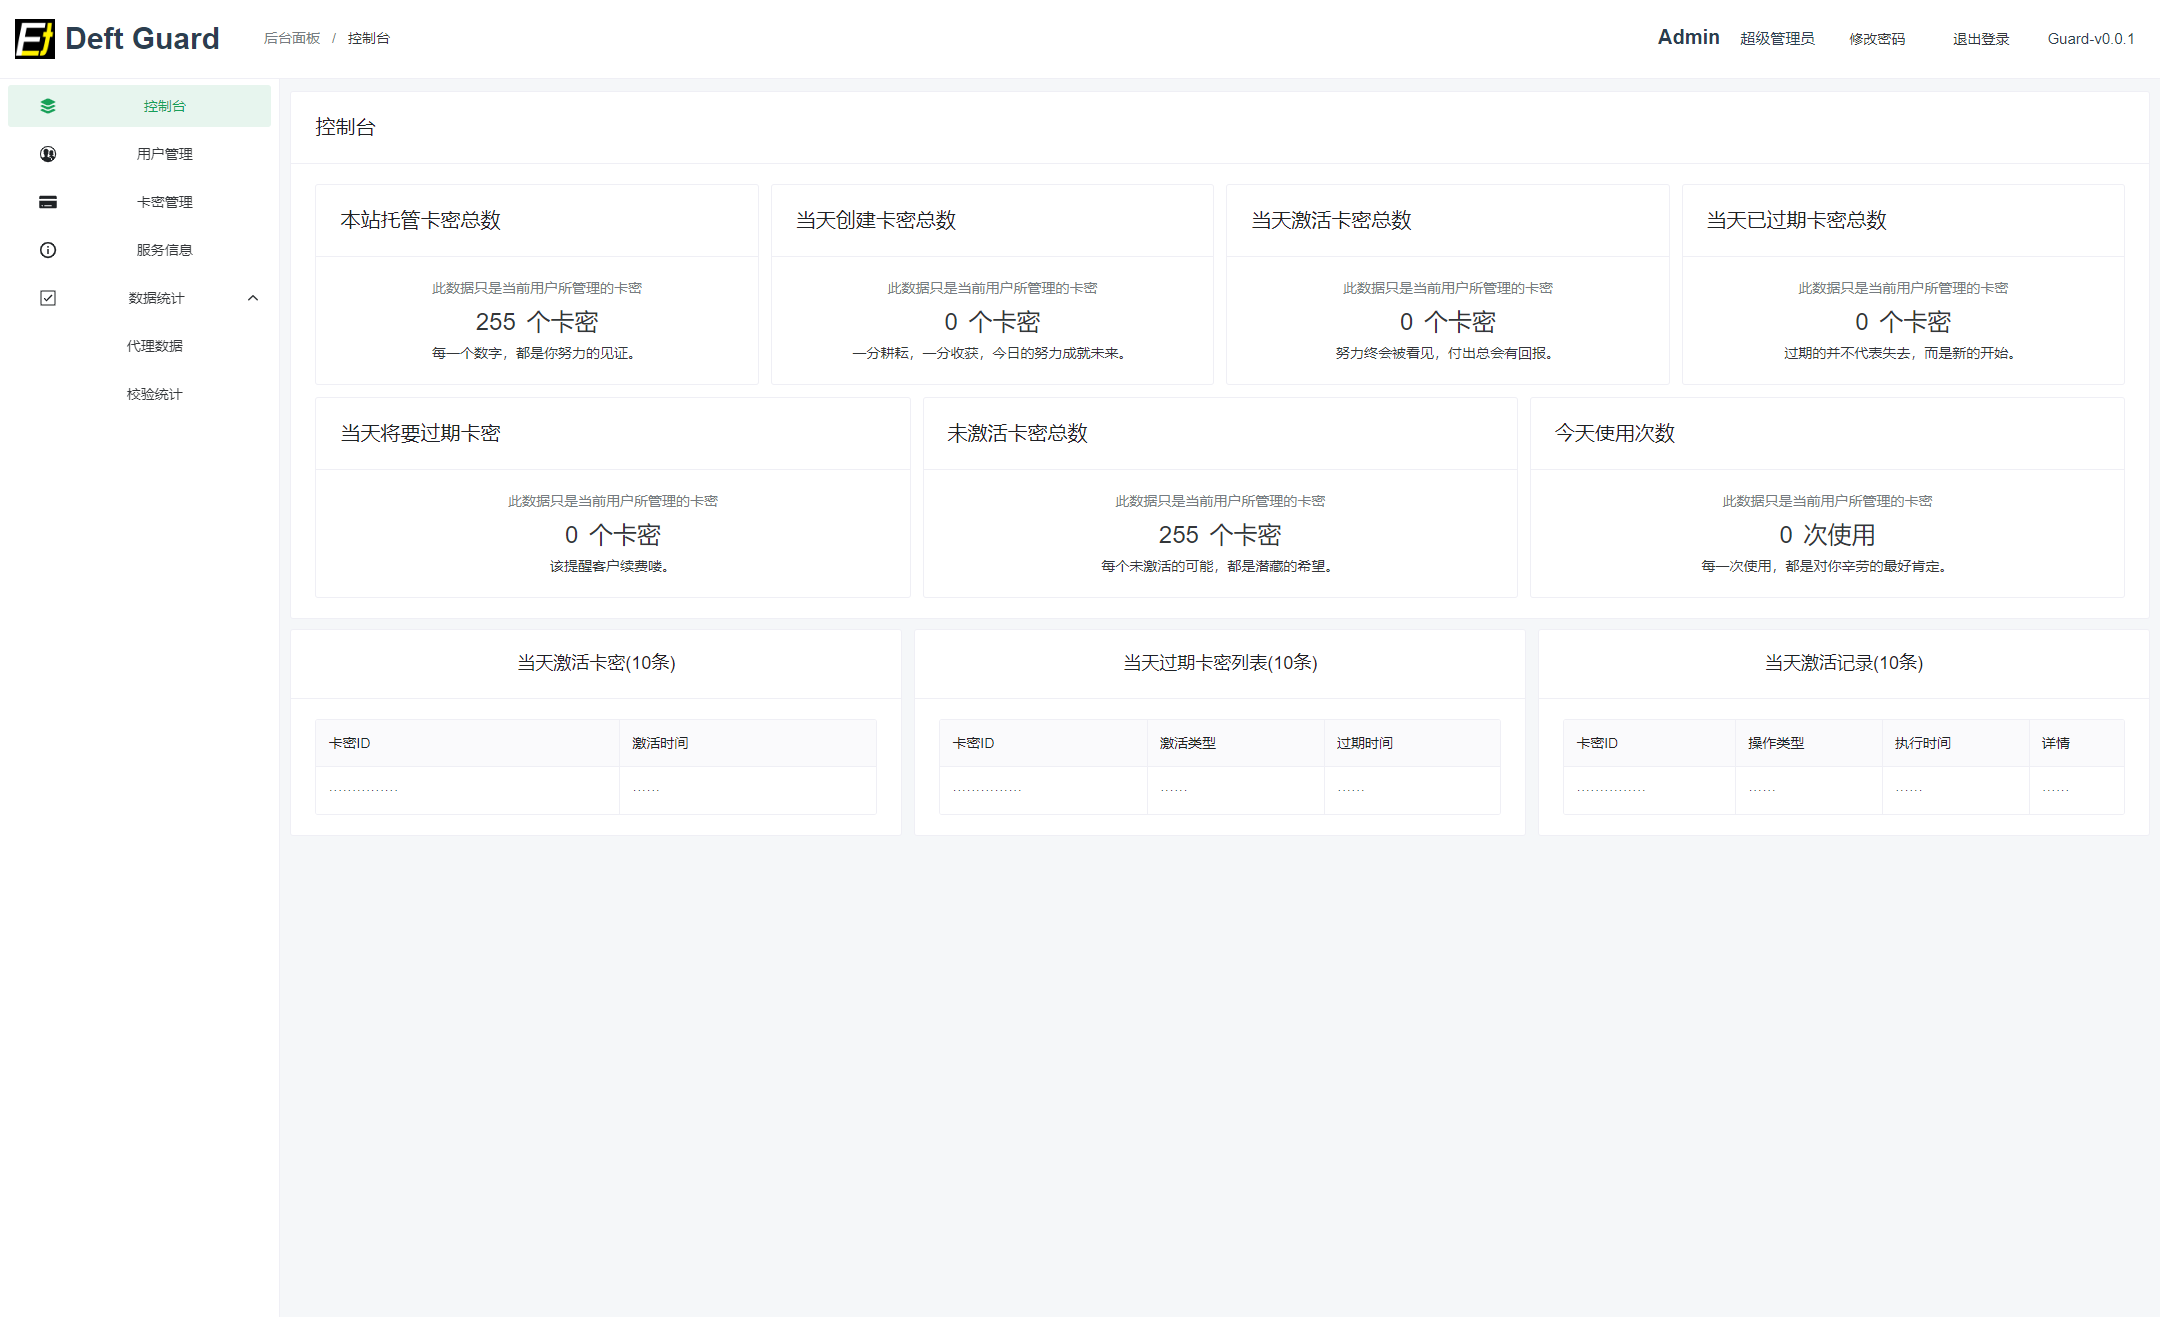 Et Deft Guard
后台面板 / 控制台
Admin 超级管理员 修改密码 退出登录 Guard-v0.0.1
控制台
用户管理
卡密管理
服务信息
数据统计
代理数据
校验统计
控制台
本站托管卡密总数
此数据只是当前用户所管理的卡密
255 个卡密
每一个数字，都是你努力的见证。
当天创建卡密总数
此数据只是当前用户所管理的卡密
0 个卡密
一分耕耘，一分收获，今日的努力成就未来。
当天激活卡密总数
此数据只是当前用户所管理的卡密
0 个卡密
努力终会被看见，付出总会有回报。
当天已过期卡密总数
此数据只是当前用户所管理的卡密
0 个卡密
过期的并不代表失去，而是新的开始。
当天将要过期卡密
此数据只是当前用户所管理的卡密
0 个卡密
该提醒客户续费喽。
未激活卡密总数
此数据只是当前用户所管理的卡密
255 个卡密
每个未激活的可能，都是潜藏的希望。
今天使用次数
此数据只是当前用户所管理的卡密
0 次使用
每一次使用，都是对你辛劳的最好肯定。
当天激活卡密(10条)
卡密ID 激活时间
............... ......
当天过期卡密列表(10条)
卡密ID 激活类型 过期时间
............... ...... ......
当天激活记录(10条)
卡密ID 操作类型 执行时间 详情
............... ...... ...... ......